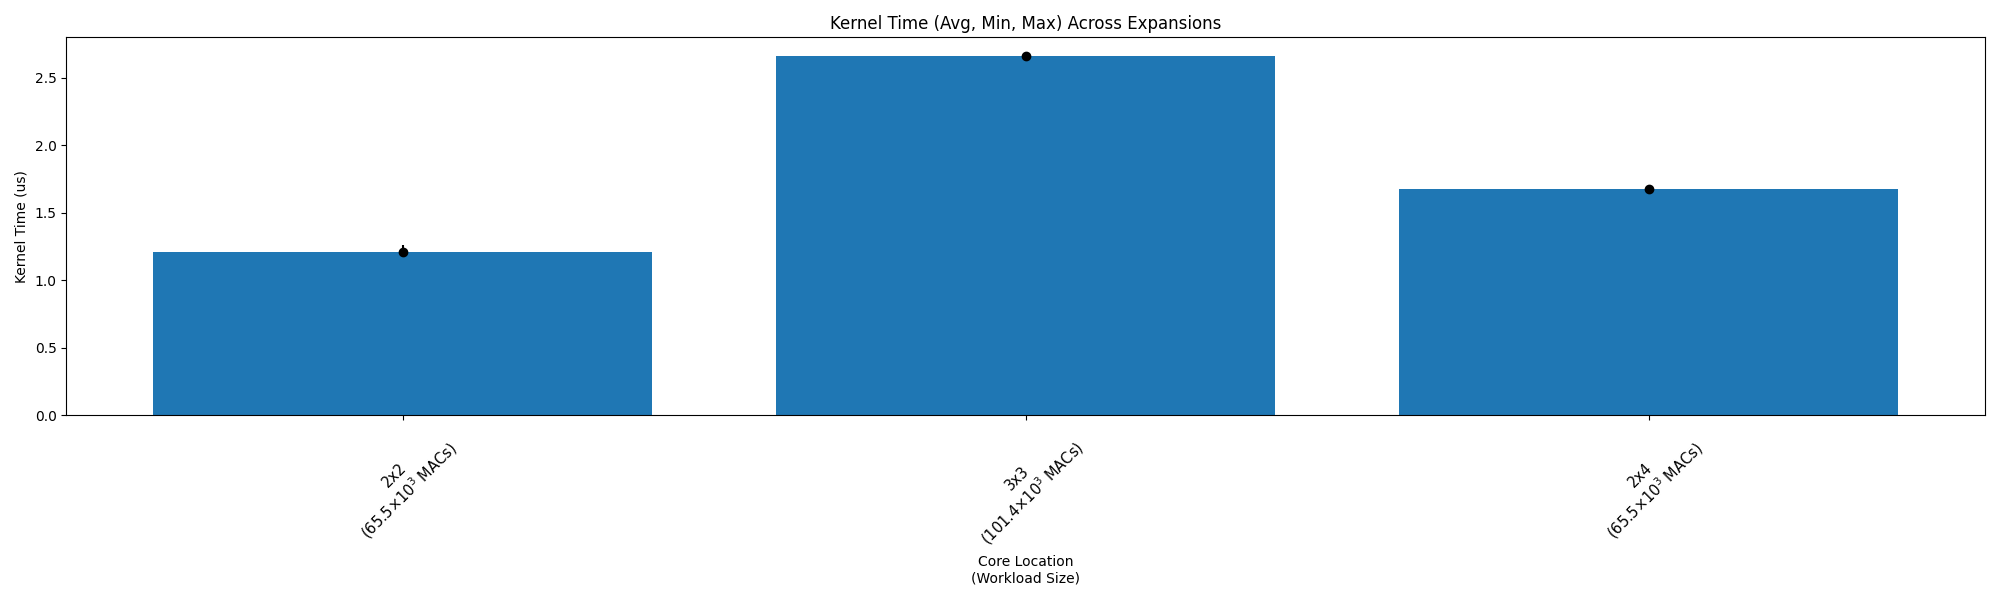 Kernel Time (Avg, Min, Max) Across Expansions
Kernel Time (us)
2.5
2.0
1.5
1.0
0.5
0.0
2x2
(65.5×10³ MACs)
3x3
(101.4×10³ MACs)
2x4
(65.5×10³ MACs)
Core Location
(Workload Size)